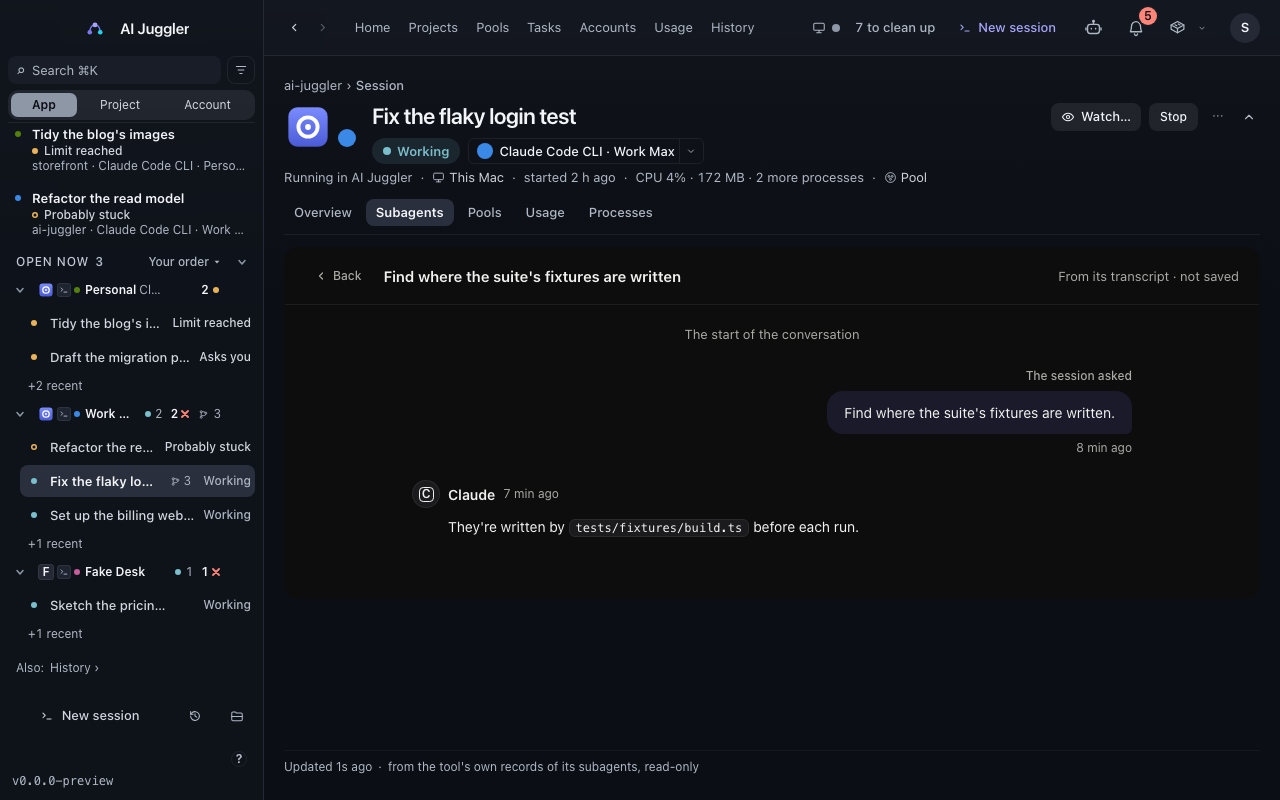 AI Juggler
Search ⌘K
App Project Account
Tidy the blog's images
Limit reached
storefront · Claude Code CLI · Perso...
Refactor the read model
Probably stuck
ai-juggler · Claude Code CLI · Work ...
OPEN NOW 3 Your order
Personal Cl... 2
Tidy the blog's i... Limit reached
Draft the migration p... Asks you
+2 recent
Work ... 2 2 3
Refactor the re... Probably stuck
Fix the flaky lo... 3 Working
Set up the billing web... Working
+1 recent
F Fake Desk 1 1
Sketch the pricin... Working
+1 recent
Also: History ›
New session
?
v0.0.0-preview
Home Projects Pools Tasks Accounts Usage History 7 to clean up New session 5 S
ai-juggler › Session
Fix the flaky login test
Watch... Stop ...
Working Claude Code CLI · Work Max
Running in AI Juggler · This Mac · started 2 h ago · CPU 4% · 172 MB · 2 more processes · Pool
Overview Subagents Pools Usage Processes
Back Find where the suite's fixtures are written From its transcript · not saved
The start of the conversation
The session asked
Find where the suite's fixtures are written.
8 min ago
C Claude 7 min ago
They're written by tests/fixtures/build.ts before each run.
Updated 1s ago · from the tool's own records of its subagents, read-only